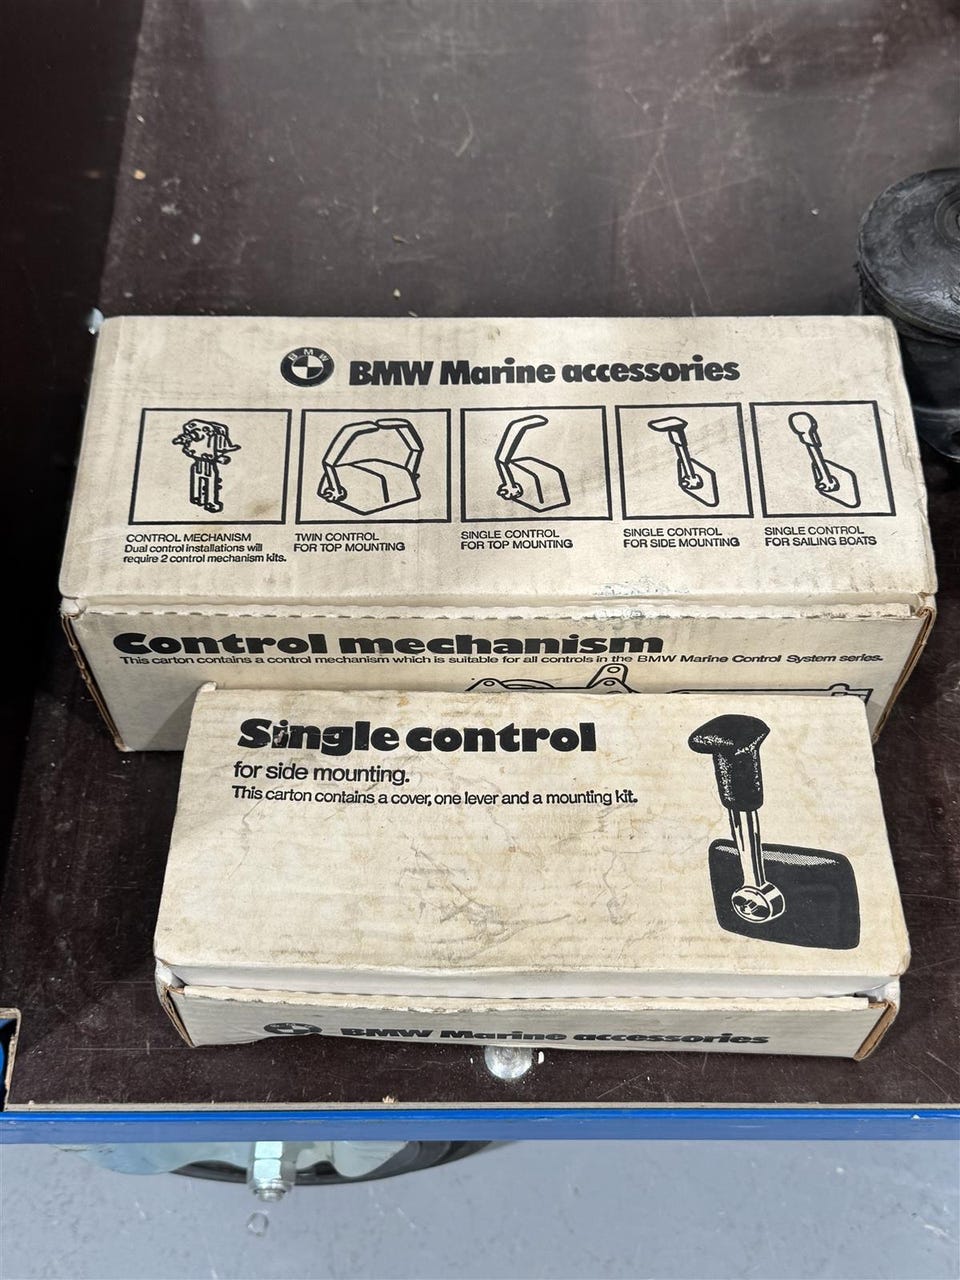 BMW
BMW Marine accessories
CONTROL MECHANISM
Dual control installations will
require 2 control mechanism kits.
TWIN CONTROL
FOR TOP MOUNTING
SINGLE CONTROL
FOR TOP MOUNTING
SINGLE CONTROL
FOR SIDE MOUNTING
SINGLE CONTROL
FOR SAILING BOATS
Control mechanism
This carton contains a control mechanism which is suitable for all controls in the BMW Marine Control System series.
Single control
for side mounting.
This carton contains a cover, one lever and a mounting kit.
BMW Marine accessories